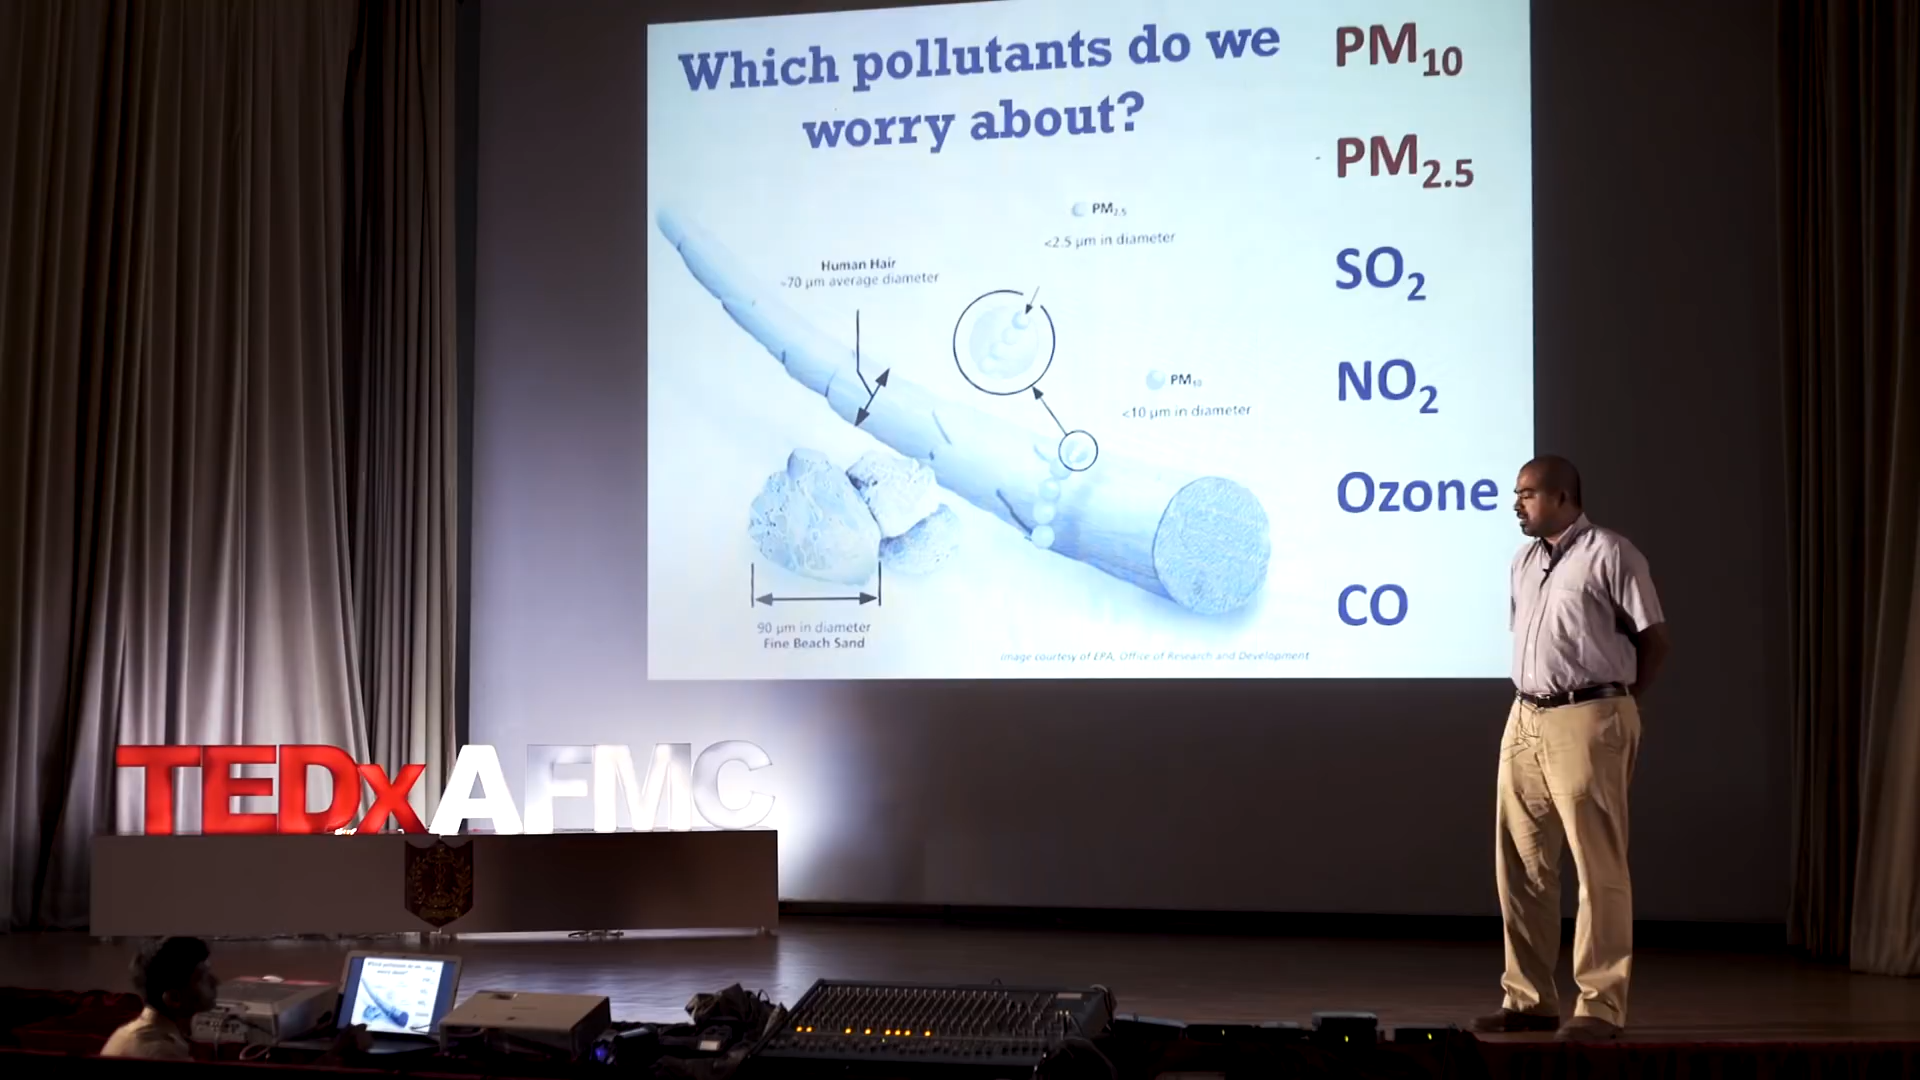 Which pollutants do we
worry about?
PM10
PM2.5
SO2
NO2
Ozone
CO
PM2.5
<2.5 µm in diameter
Human Hair
~70 µm average diameter
PM10
<10 µm in diameter
90 µm in diameter
Fine Beach Sand
Image courtesy of EPA, Office of Research and Development
TEDxAFMC